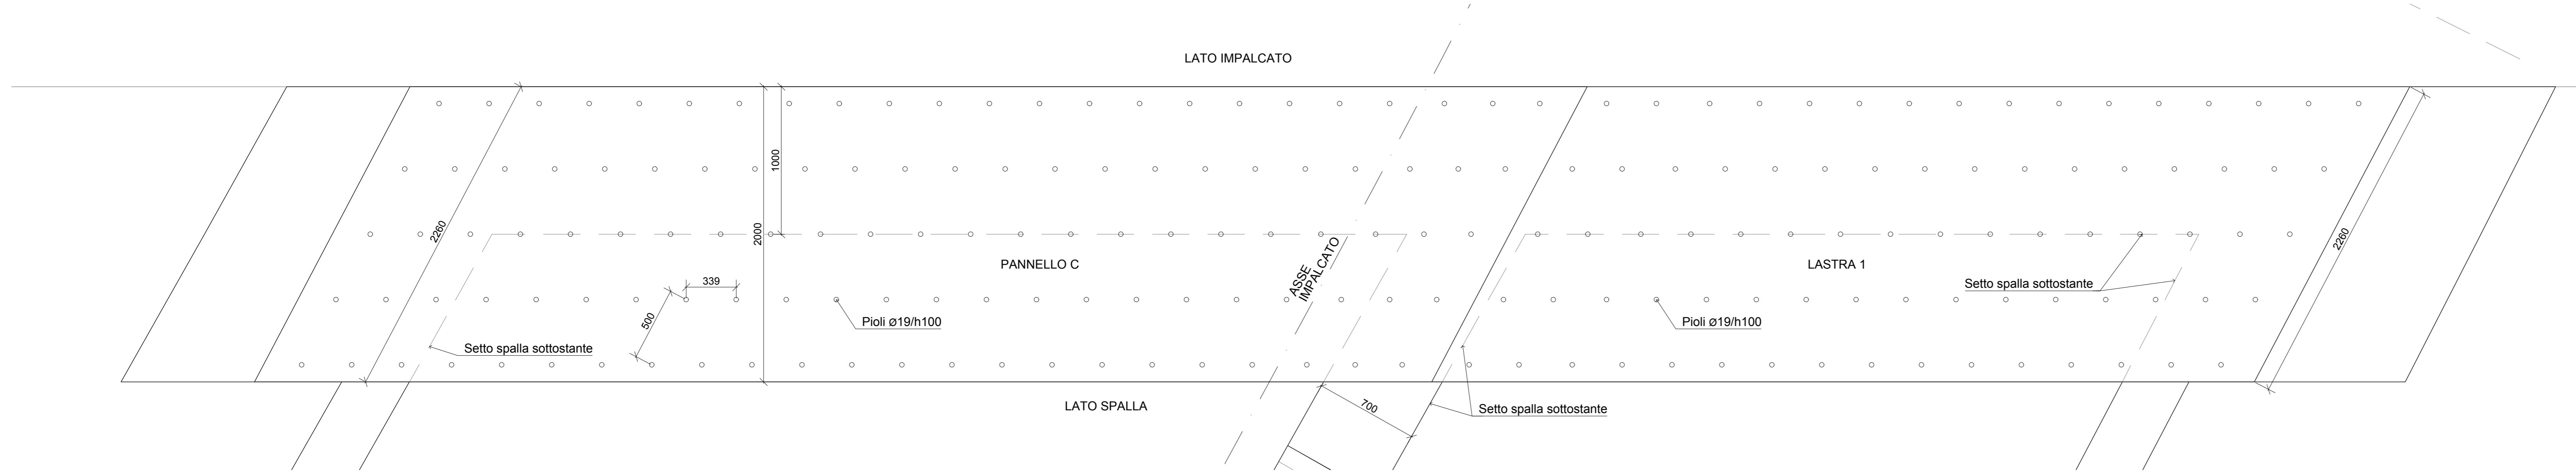 LATO IMPALCATO
1000
2260
2000
2260
ASSE
IMPALCATO
PANNELLO C
LASTRA 1
339
Setto spalla sottostante
500
Pioli Ø19/h100
Pioli Ø19/h100
Setto spalla sottostante
LATO SPALLA
700
Setto spalla sottostante